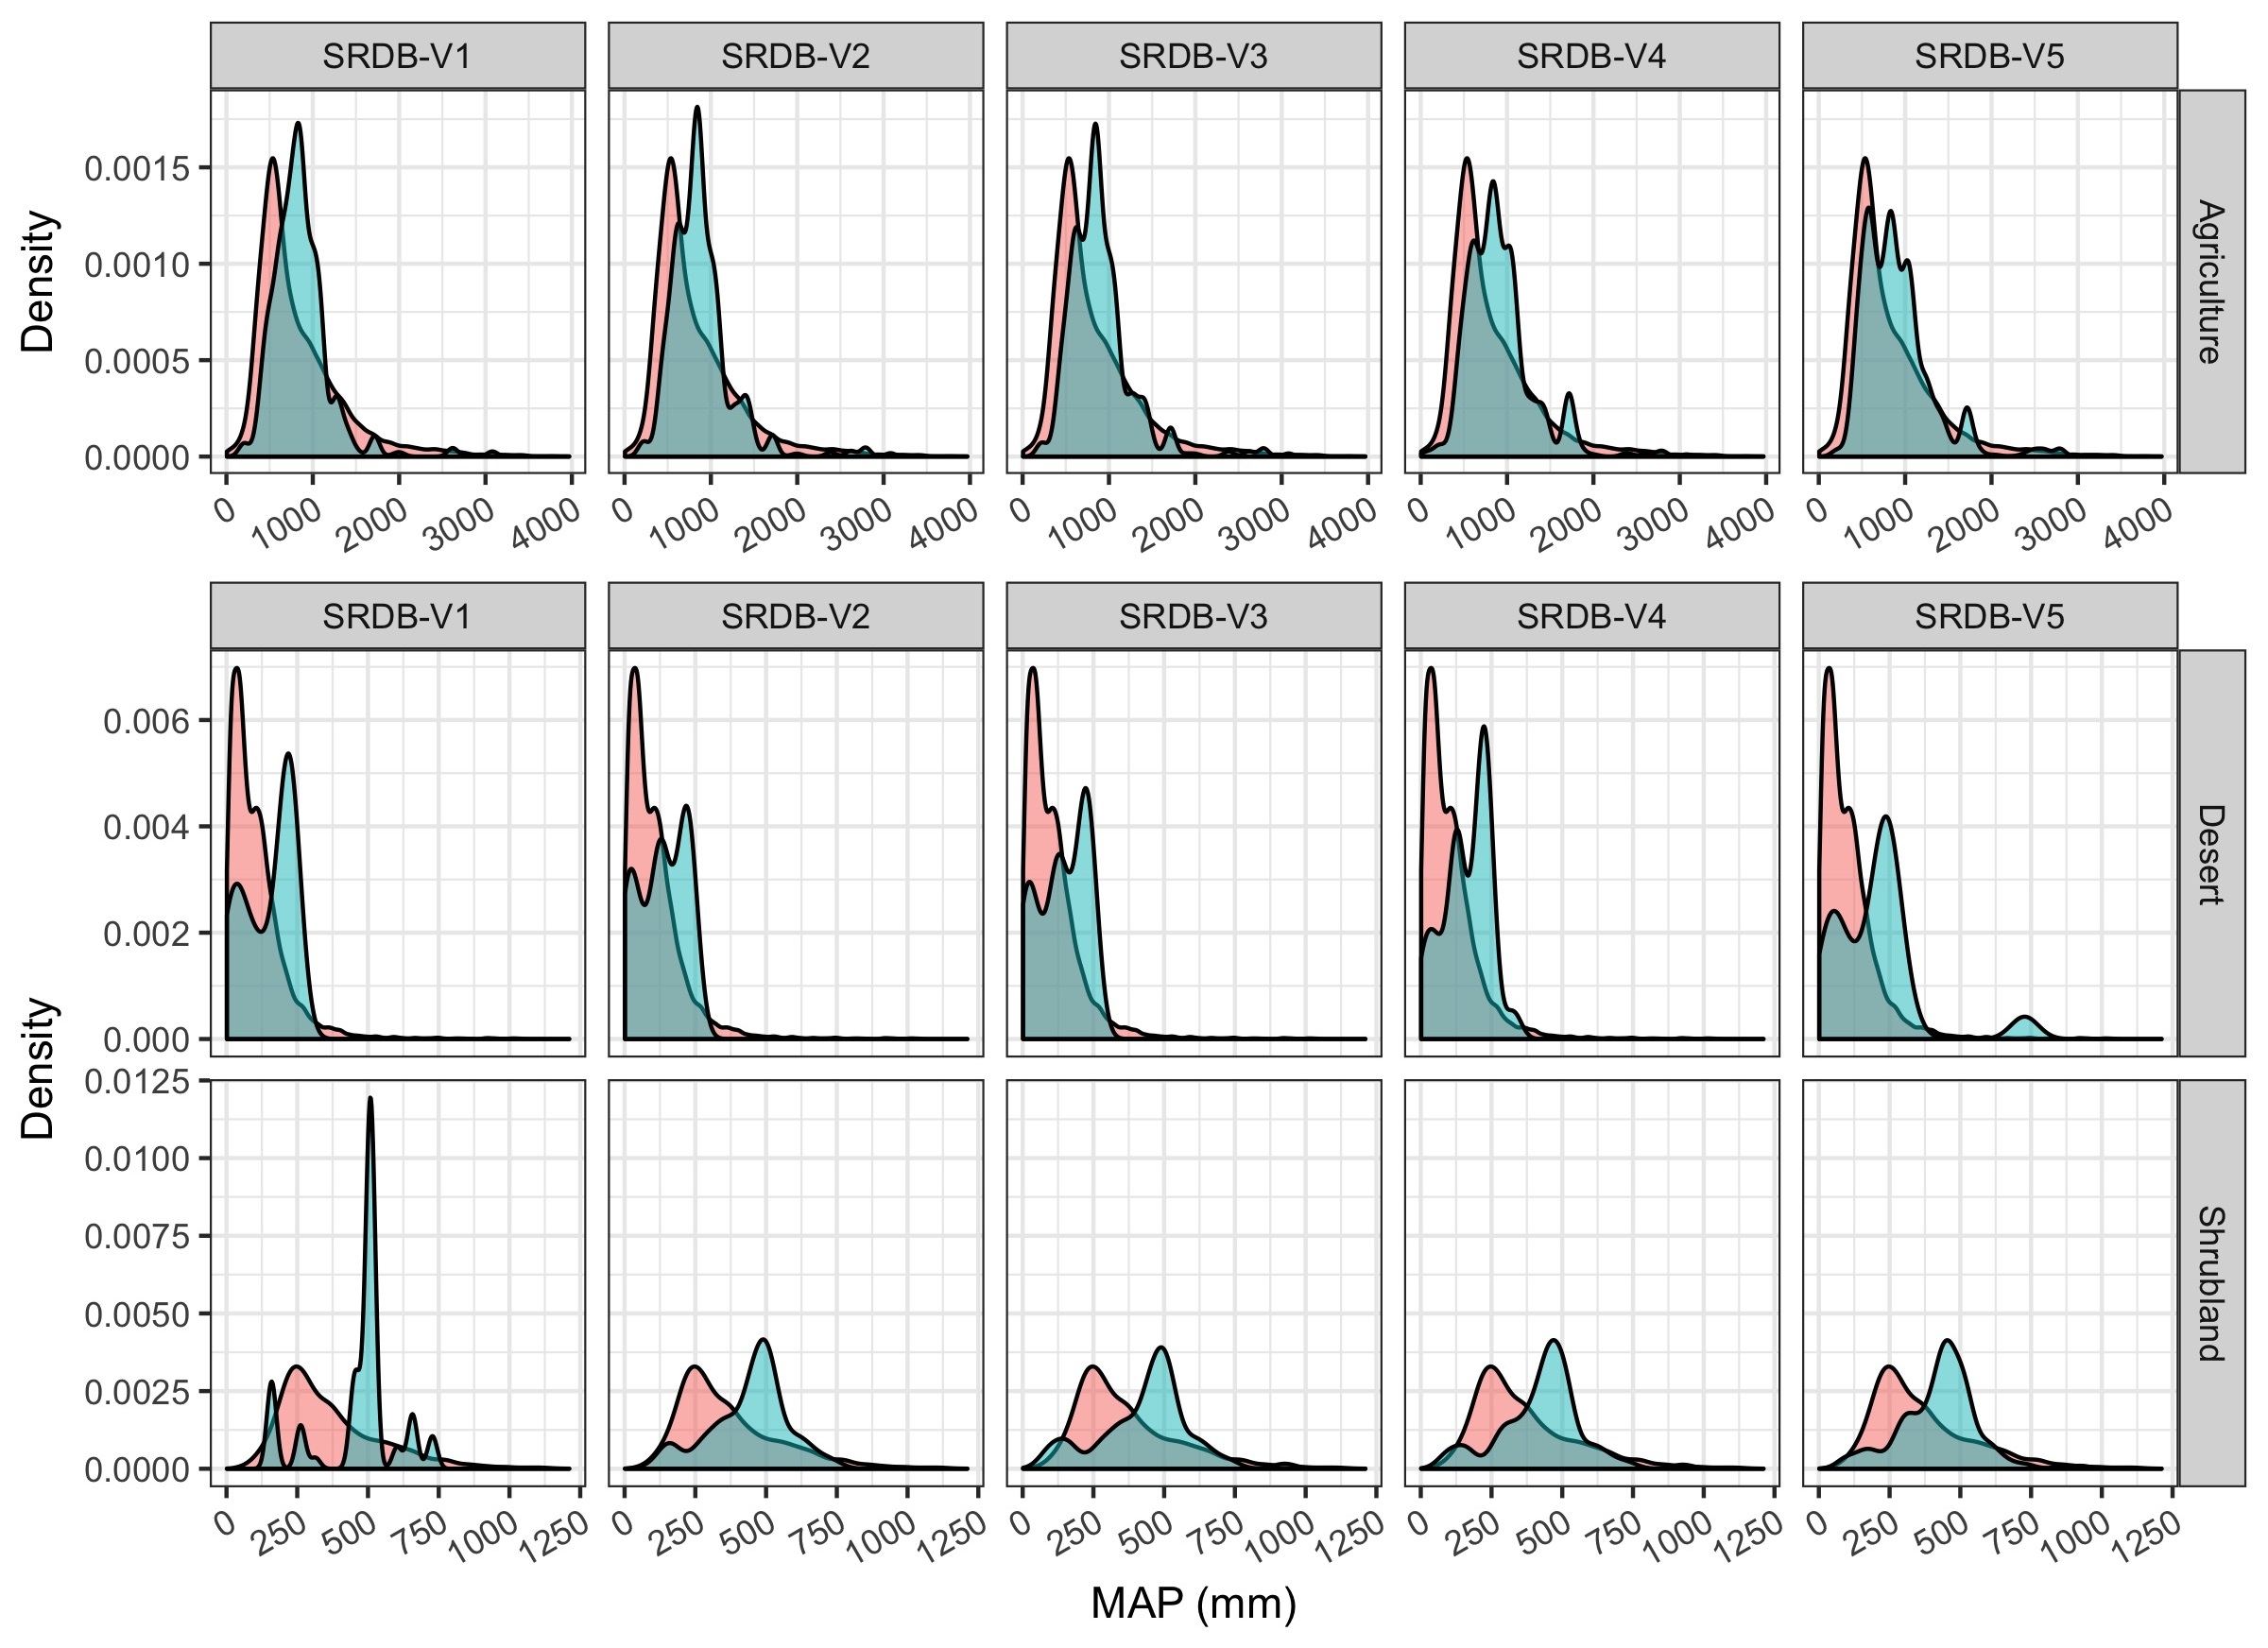 SRDB-V1 SRDB-V2 SRDB-V3 SRDB-V4 SRDB-V5
Agriculture
Density
0.0015
0.0010
0.0005
0.0000
0 1000 2000 3000 4000 0 1000 2000 3000 4000 0 1000 2000 3000 4000 0 1000 2000 3000 4000 0 1000 2000 3000 4000
SRDB-V1 SRDB-V2 SRDB-V3 SRDB-V4 SRDB-V5
Desert
0.006
0.004
0.002
0.000
Density
Shrubland
0.0125
0.0100
0.0075
0.0050
0.0025
0.0000
0 250 500 750 1000 1250 0 250 500 750 1000 1250 0 250 500 750 1000 1250 0 250 500 750 1000 1250 0 250 500 750 1000 1250
MAP (mm)